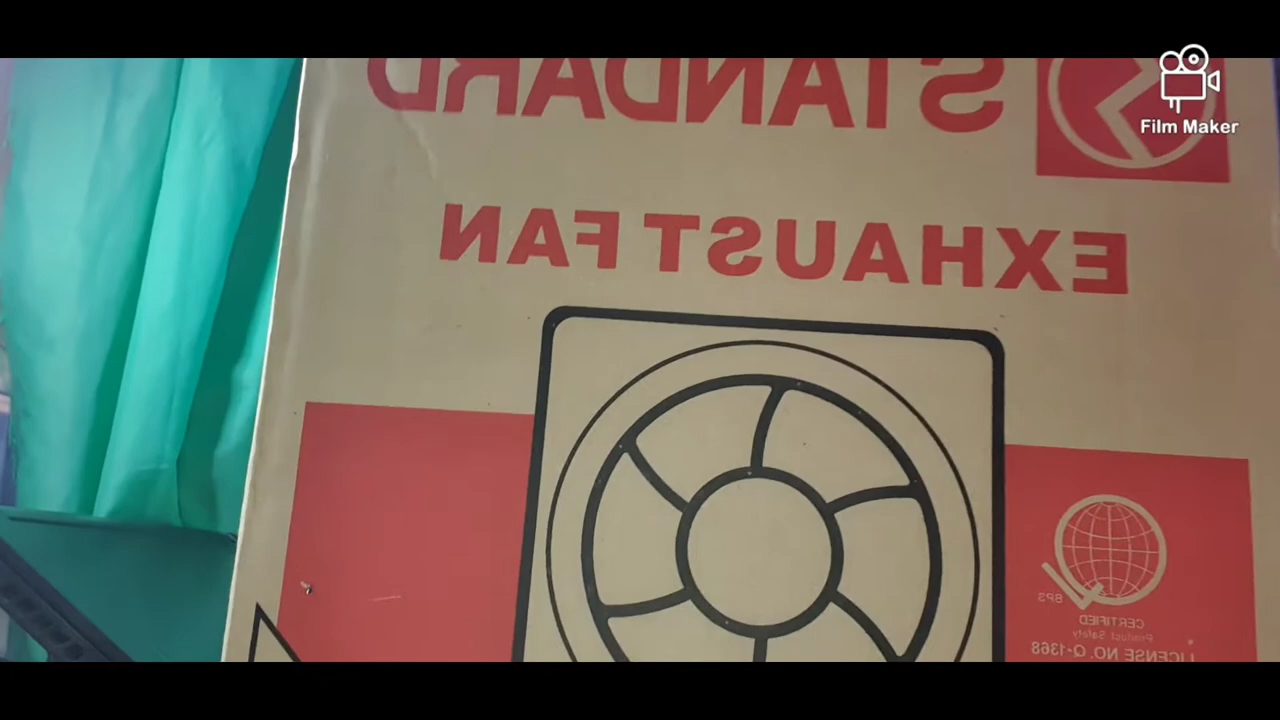 Film Maker
STANDARD
EXHAUST FAN
BPS
CERTIFIED
Product Safety
LICENSE NO. Q-1368